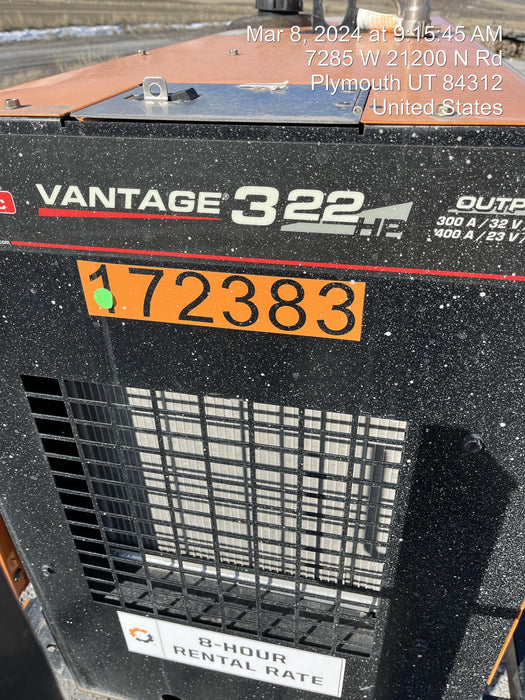 Mar 8, 2024 at 9:15:45 AM
7285 W 21200 N Rd
Plymouth UT 84312
United States
VANTAGE® 322 HE
300 A / 32 V
400 A / 23 V
172383
8-HOUR
RENTAL RATE